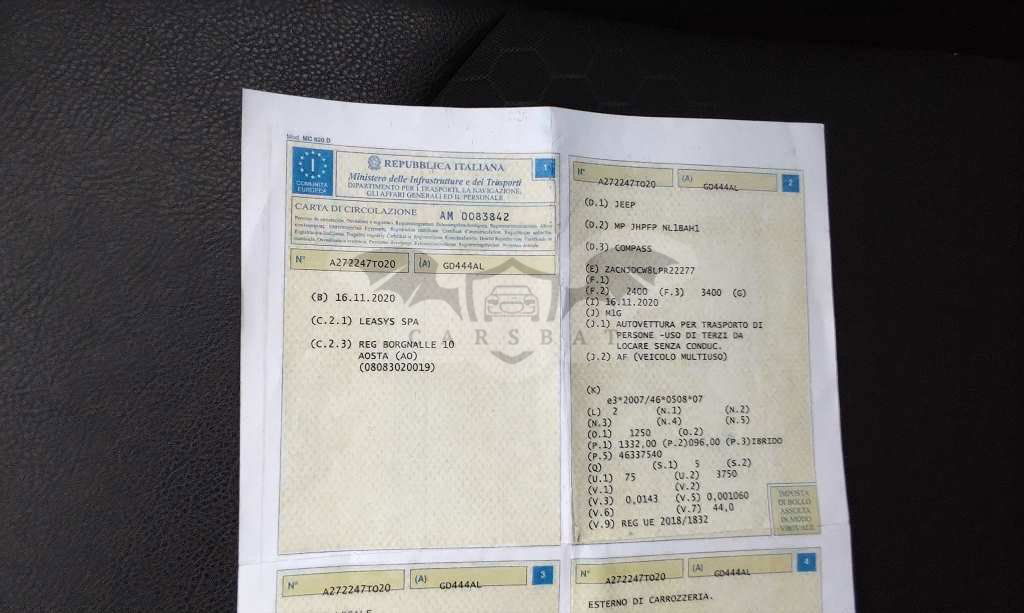 Mod. MC 820 D
COMUNITÀ
EUROPEA
REPUBBLICA ITALIANA
Ministero delle Infrastrutture e dei Trasporti
DIPARTIMENTO PER I TRASPORTI, LA NAVIGAZIONE,
GLI AFFARI GENERALI ED IL PERSONALE
1
CARTA DI CIRCOLAZIONE AM 0083842
N° A272247TO20 (A) GD444AL
(B) 16.11.2020
(C.2.1) LEASYS SPA
(C.2.3) REG BORGNALLE 10
AOSTA (AO)
(08083020019)
N° A272247TO20 (A) GD444AL 2
(D.1) JEEP
(D.2) MP JHPFP NL1BAH1
(D.3) COMPASS
(E) ZACNJDCW8LPR22277
(F.1)
(F.2) 2400 (F.3) 3400 (G)
(I) 16.11.2020
(J) M1G
(J.1) AUTOVETTURA PER TRASPORTO DI
PERSONE -USO DI TERZI DA
LOCARE SENZA CONDUC.
(J.2) AF (VEICOLO MULTIUSO)
(K)
e3*2007/46*0508*07
(L) 2 (N.1) (N.2)
(N.3) (N.4) (N.5)
(O.1) 1250 (O.2)
(P.1) 1332,00 (P.2)096,00 (P.3)IBRIDO
(P.5) 46337540
(Q) (S.1) 5 (S.2)
(U.1) 75 (U.2) 3750
(V.1) (V.2)
(V.3) 0,0143 (V.5) 0,001060
(V.6) (V.7) 44,0
(V.9) REG UE 2018/1832
IMPOSTA
DI BOLLO
ASSOLTA
IN MODO
VIRTUALE
CARSBAT
N° A272247TO20 (A) GD444AL 3
N° A272247TO20 (A) GD444AL 4
ESTERNO DI CARROZZERIA.